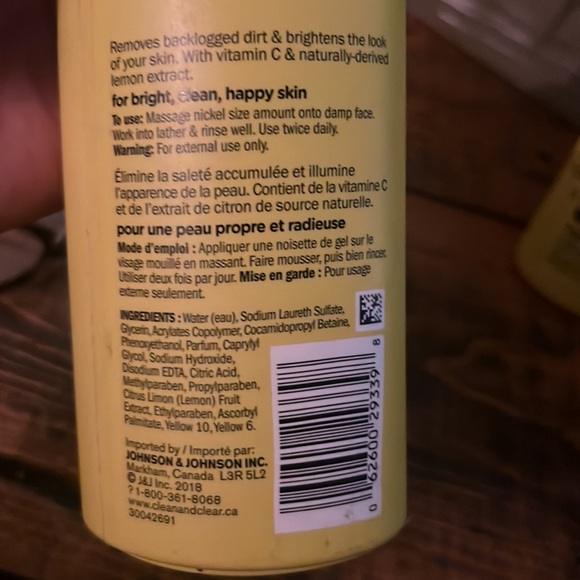 Removes backlogged dirt & brightens the look
of your skin. With vitamin C & naturally-derived
lemon extract.
for bright, clean, happy skin
To use: Massage nickel size amount onto damp face.
Work into lather & rinse well. Use twice daily.
Warning: For external use only.
Élimine la saleté accumulée et illumine
l'apparence de la peau. Contient de la vitamine C
et de l'extrait de citron de source naturelle.
pour une peau propre et radieuse
Mode d'emploi : Appliquer une noisette de gel sur le
visage mouillé en massant. Faire mousser, puis bien rincer.
Utiliser deux fois par jour. Mise en garde : Pour usage
externe seulement.
INGREDIENTS : Water (eau), Sodium Laureth Sulfate,
Glycerin, Acrylates Copolymer, Cocamidopropyl Betaine,
Phenoxyethanol, Parfum, Caprylyl
Glycol, Sodium Hydroxide,
Disodium EDTA, Citric Acid,
Methylparaben, Propylparaben,
Citrus Limon (Lemon) Fruit
Extract, Ethylparaben, Ascorbyl
Palmitate, Yellow 10, Yellow 6.
Imported by / Importé par:
JOHNSON & JOHNSON INC.
Markham, Canada L3R 5L2
© J&J Inc. 2018
? 1-800-361-8068
www.cleanandclear.ca
30042691
0 62600 29339 8